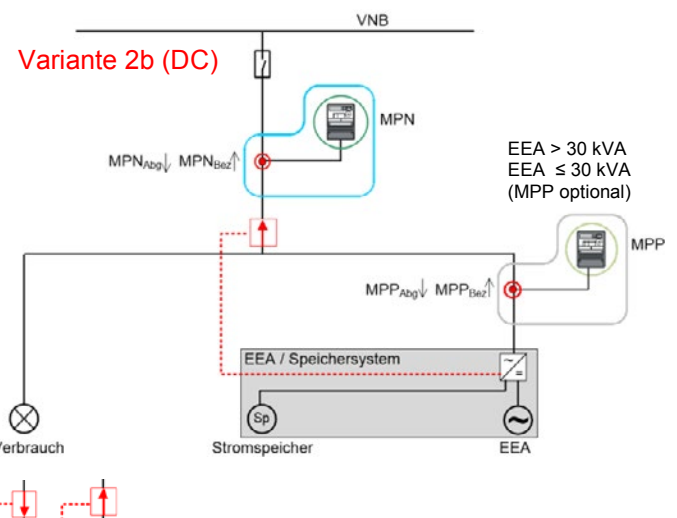 VNB
Variante 2b (DC)
MPN
MPNAbg↓ MPNBez↑
EEA > 30 kVA
EEA ≤ 30 kVA
(MPP optional)
MPP
MPPAbg↓ MPPBez↑
EEA / Speichersystem
Sp
Verbrauch
Stromspeicher
EEA